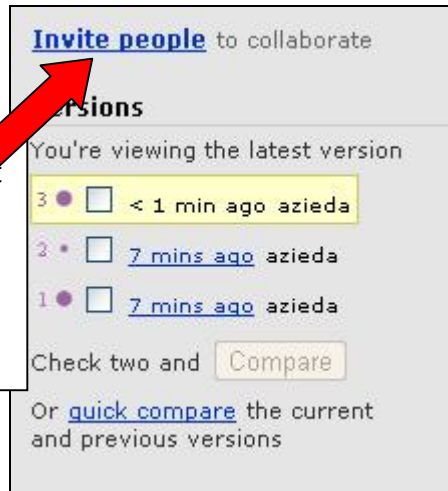 Invite people to collaborate
You're viewing the latest version
3 < 1 min ago azieda
2 7 mins ago azieda
1 7 mins ago azieda
Check two and Compare
Or quick compare the current
and previous versions